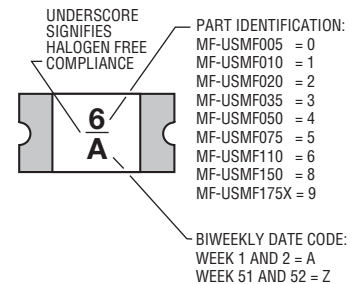 UNDERSCORE
SIGNIFIES
HALOGEN FREE
COMPLIANCE
PART IDENTIFICATION:
MF-USMF005 = 0
MF-USMF010 = 1
MF-USMF020 = 2
MF-USMF035 = 3
MF-USMF050 = 4
MF-USMF075 = 5
MF-USMF110 = 6
MF-USMF150 = 8
MF-USMF175X = 9
6
A
BIWEEKLY DATE CODE:
WEEK 1 AND 2 = A
WEEK 51 AND 52 = Z